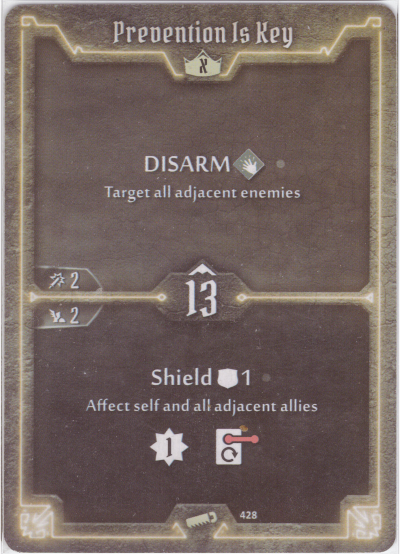 Prevention Is Key
X
DISARM
Target all adjacent enemies
2
13
2
Shield 1
Affect self and all adjacent allies
1
428